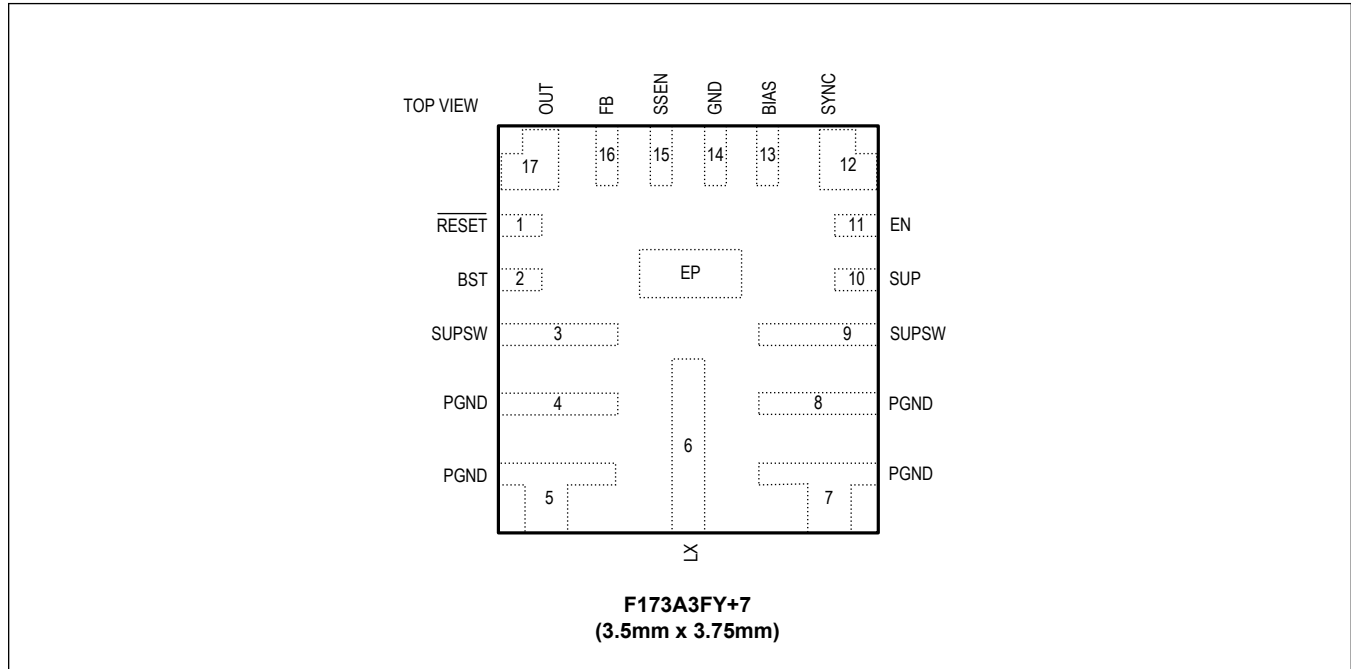 TOP VIEW
OUT
FB
SSEN
GND
BIAS
SYNC
17
16
15
14
13
12
RESET
1
11
EN
BST
2
EP
10
SUP
SUPSW
3
9
SUPSW
PGND
4
8
PGND
6
PGND
5
7
PGND
LX
F173A3FY+7
(3.5mm x 3.75mm)